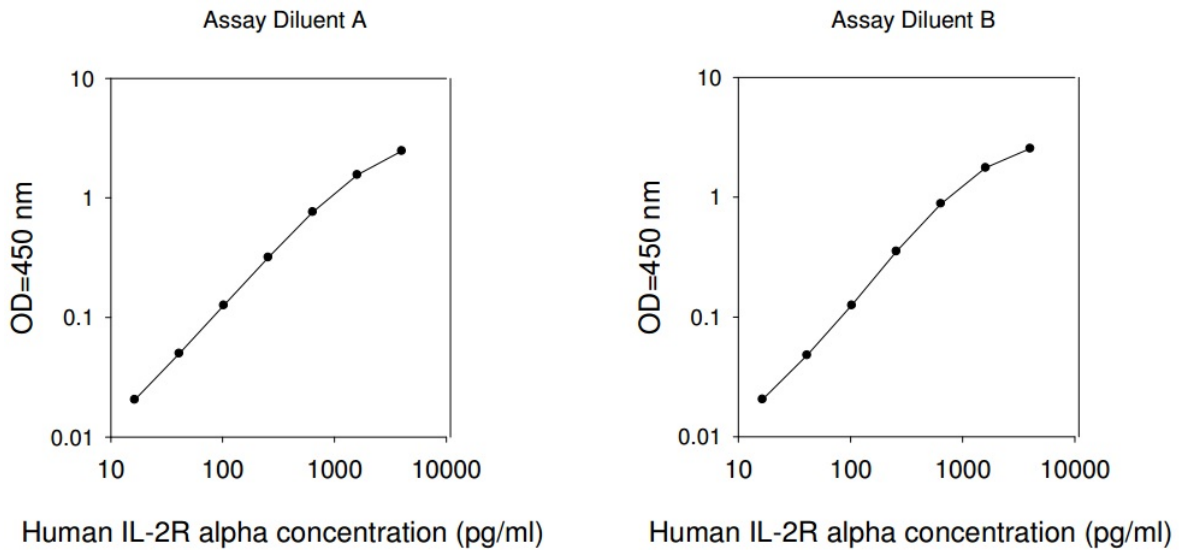 Assay Diluent A
10
1
0.1
0.01
OD=450 nm
10 100 1000 10000
Human IL-2R alpha concentration (pg/ml)
Assay Diluent B
10
1
0.1
0.01
OD=450 nm
10 100 1000 10000
Human IL-2R alpha concentration (pg/ml)